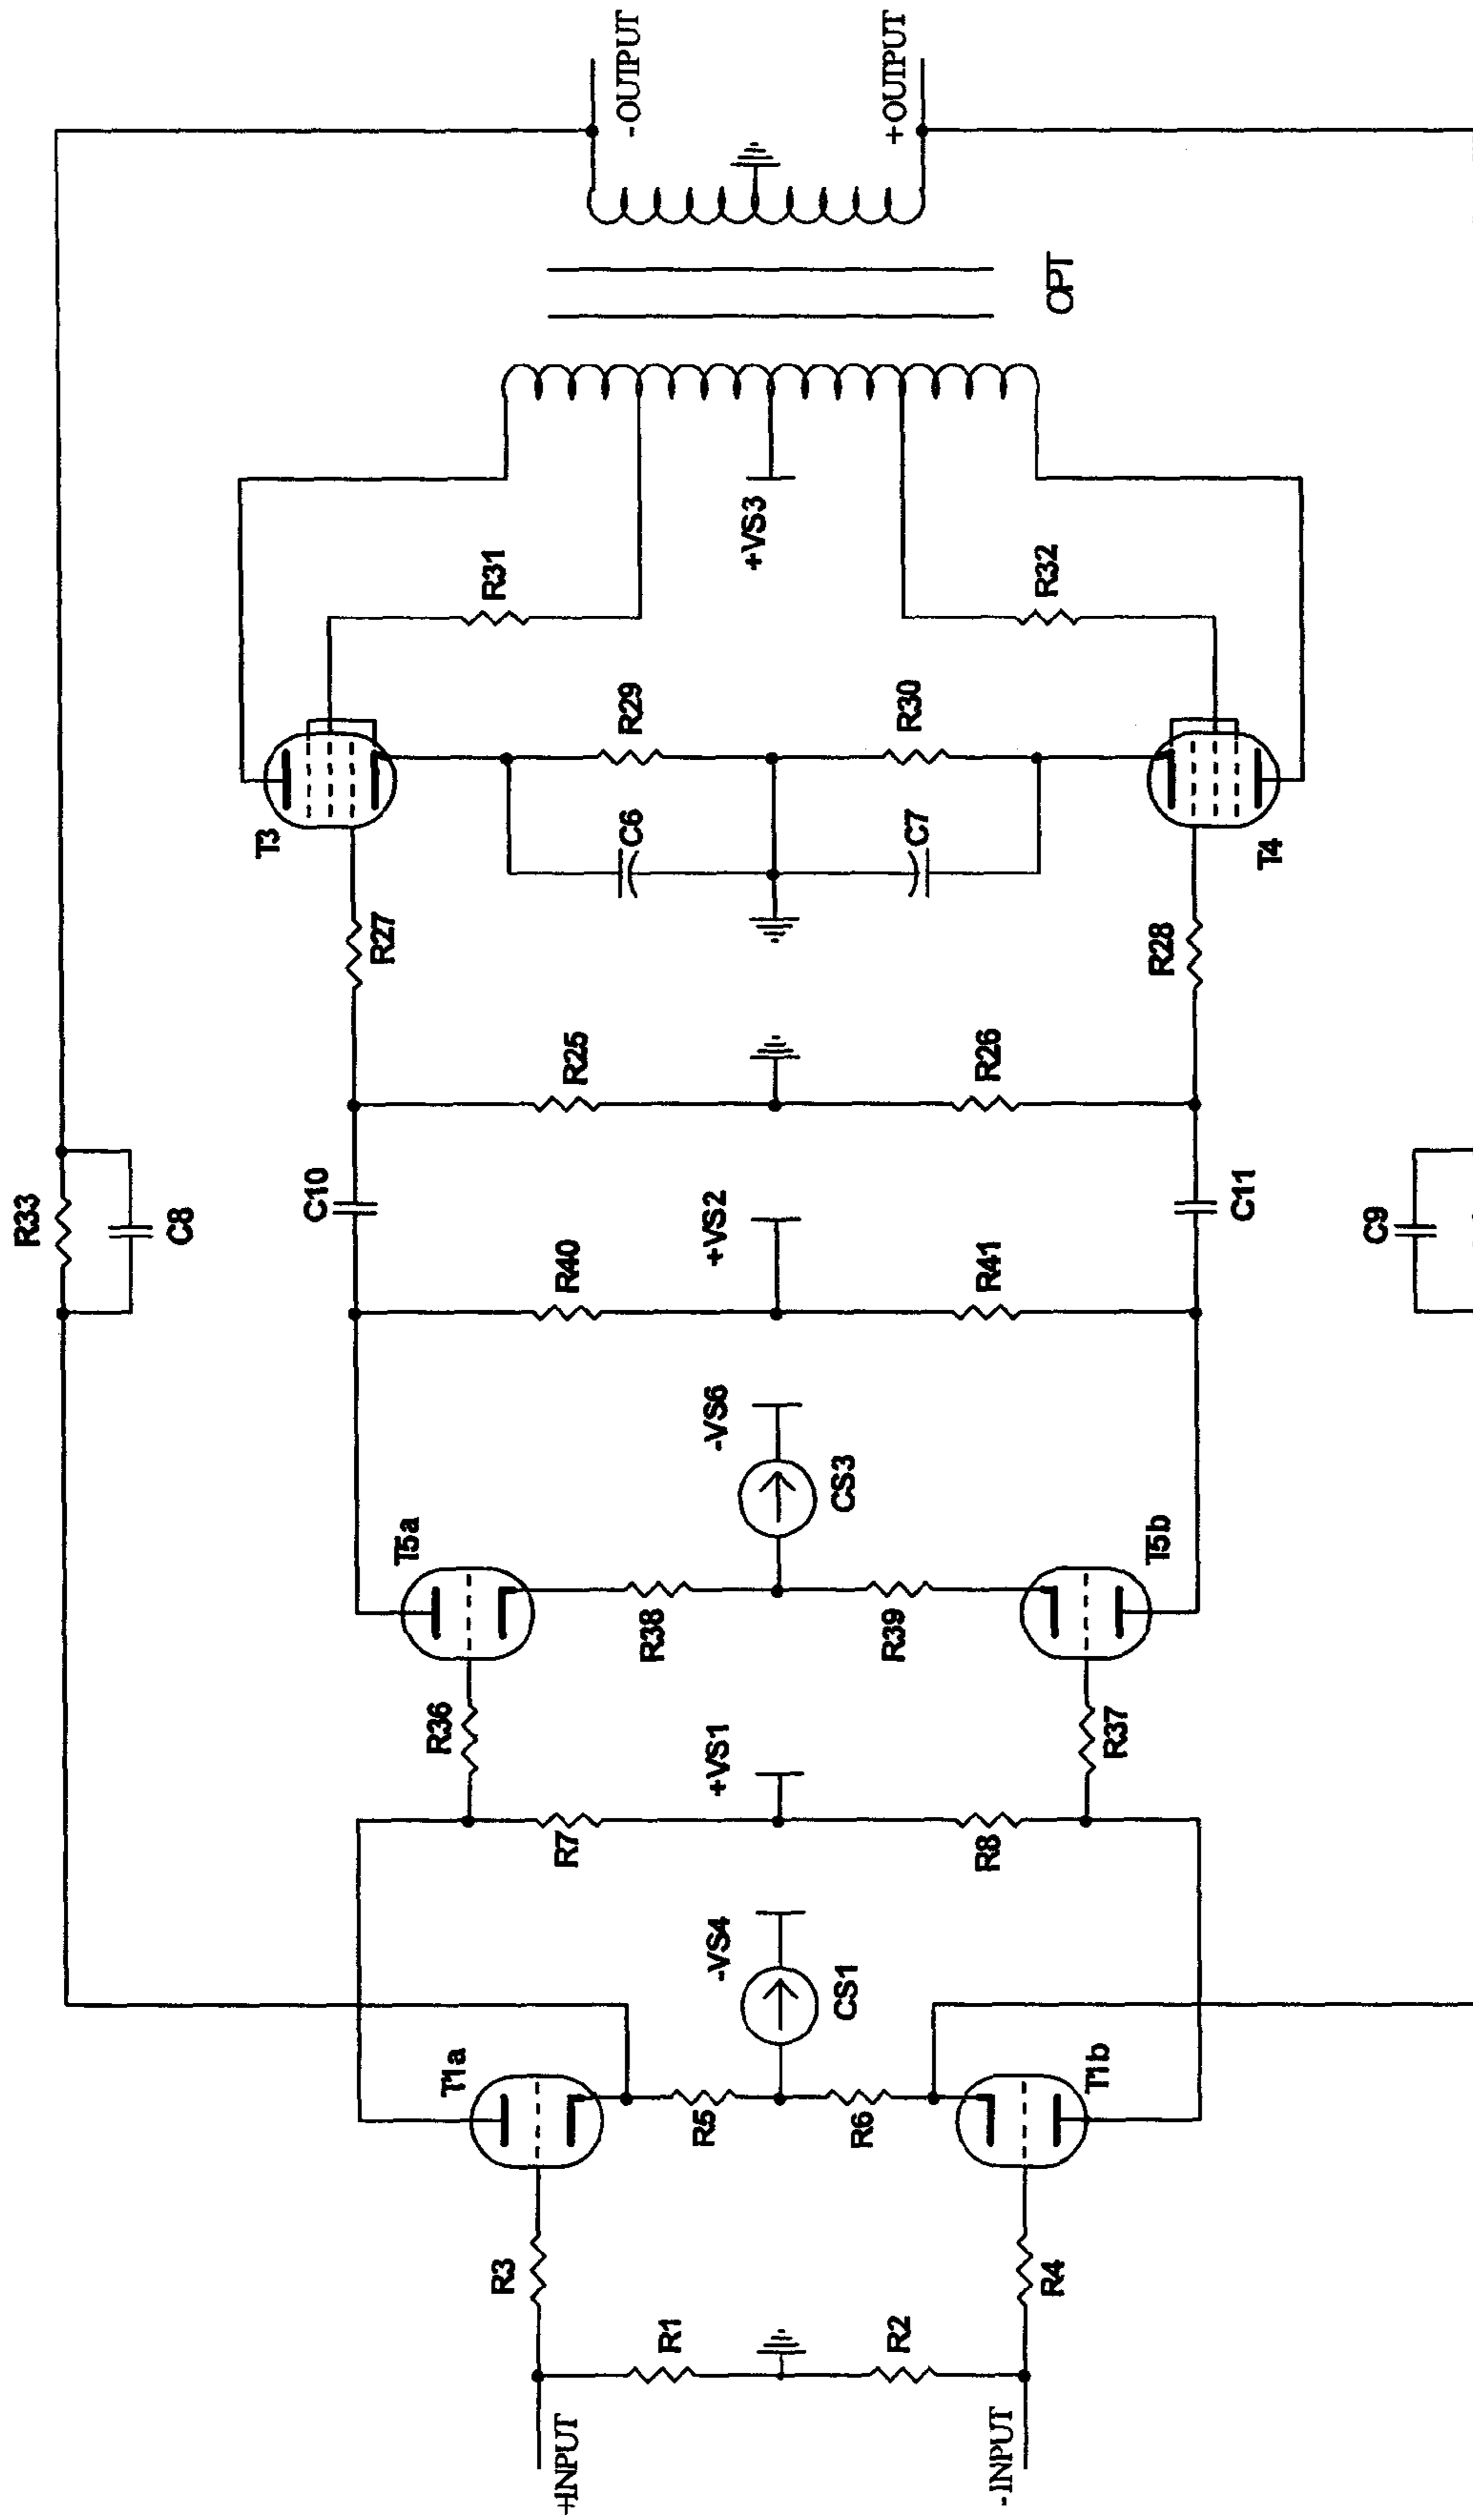 R33
C8
T3
C10
R27
T5a
R36
T1a
R31
R3
+INPUT
R7
R40
R25
-OUTPUT
R29
C6
R38
R1
R5
-VS4
+VS1
-VS6
+VS2
+VS3
CS1
CS3
R6
R39
R2
+OUTPUT
R30
C7
R8
R41
R26
-INPUT
R32
R4
OPT
T1b
R37
T5b
R28
C11
T4
C9